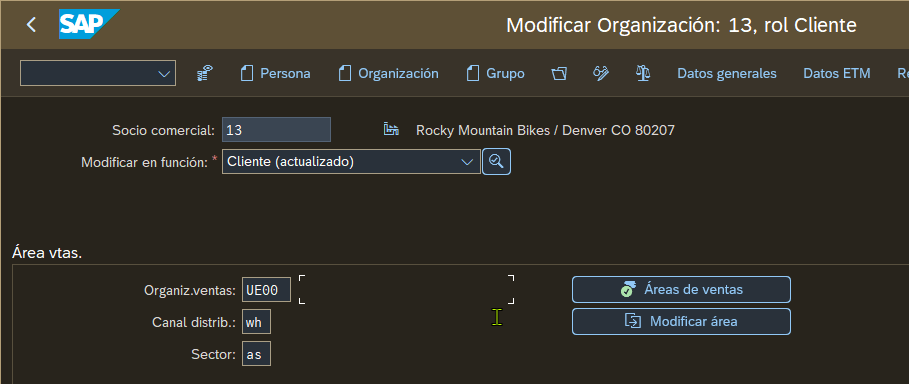 SAP
Modificar Organización: 13, rol Cliente
Persona Organización Grupo Datos generales Datos ETM
Socio comercial: 13 Rocky Mountain Bikes / Denver CO 80207
Modificar en función: * Cliente (actualizado)
Área vtas.
Organiz.ventas: UE00 Áreas de ventas
Canal distrib.: wh Modificar área
Sector: as